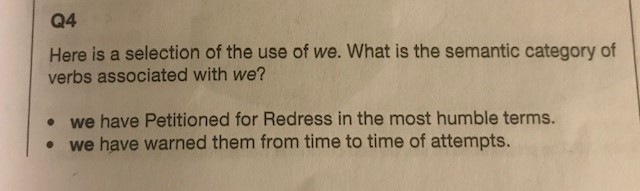 Q4
Here is a selection of the use of we. What is the semantic category of
verbs associated with we?
• we have Petitioned for Redress in the most humble terms.
• we have warned them from time to time of attempts.